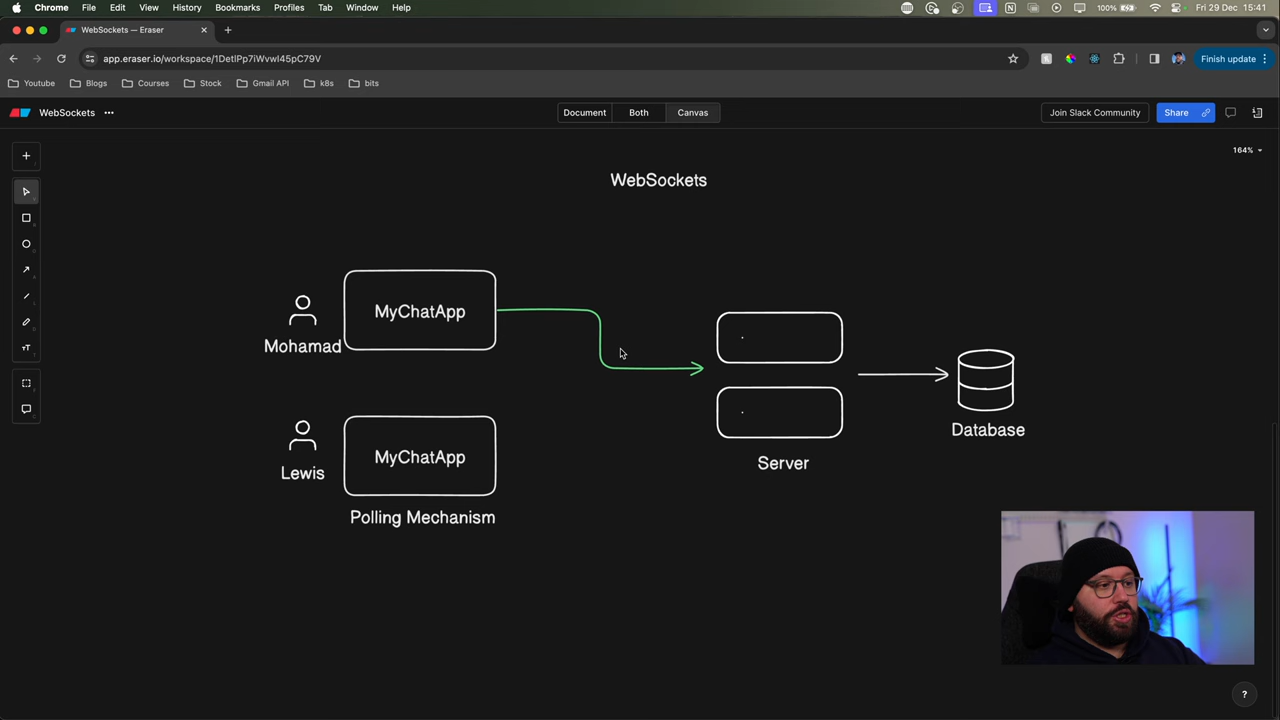 Chrome File Edit View History Bookmarks Profiles Tab Window Help 100% Fri 29 Dec 15:41
WebSockets — Eraser
app.eraser.io/workspace/1DetlPp7iWvwl45pC79V Finish update
Youtube Blogs Courses Stock Gmail API k8s bits
WebSockets Document Both Canvas Join Slack Community Share
164%
WebSockets
MyChatApp
Mohamad
MyChatApp
Lewis
Polling Mechanism
Server
Database
?